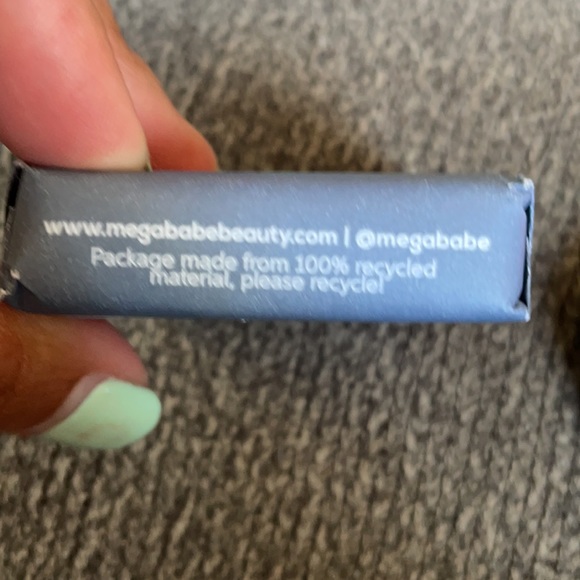 www.megababebeauty.com | @megababe
Package made from 100% recycled
material, please recycle!